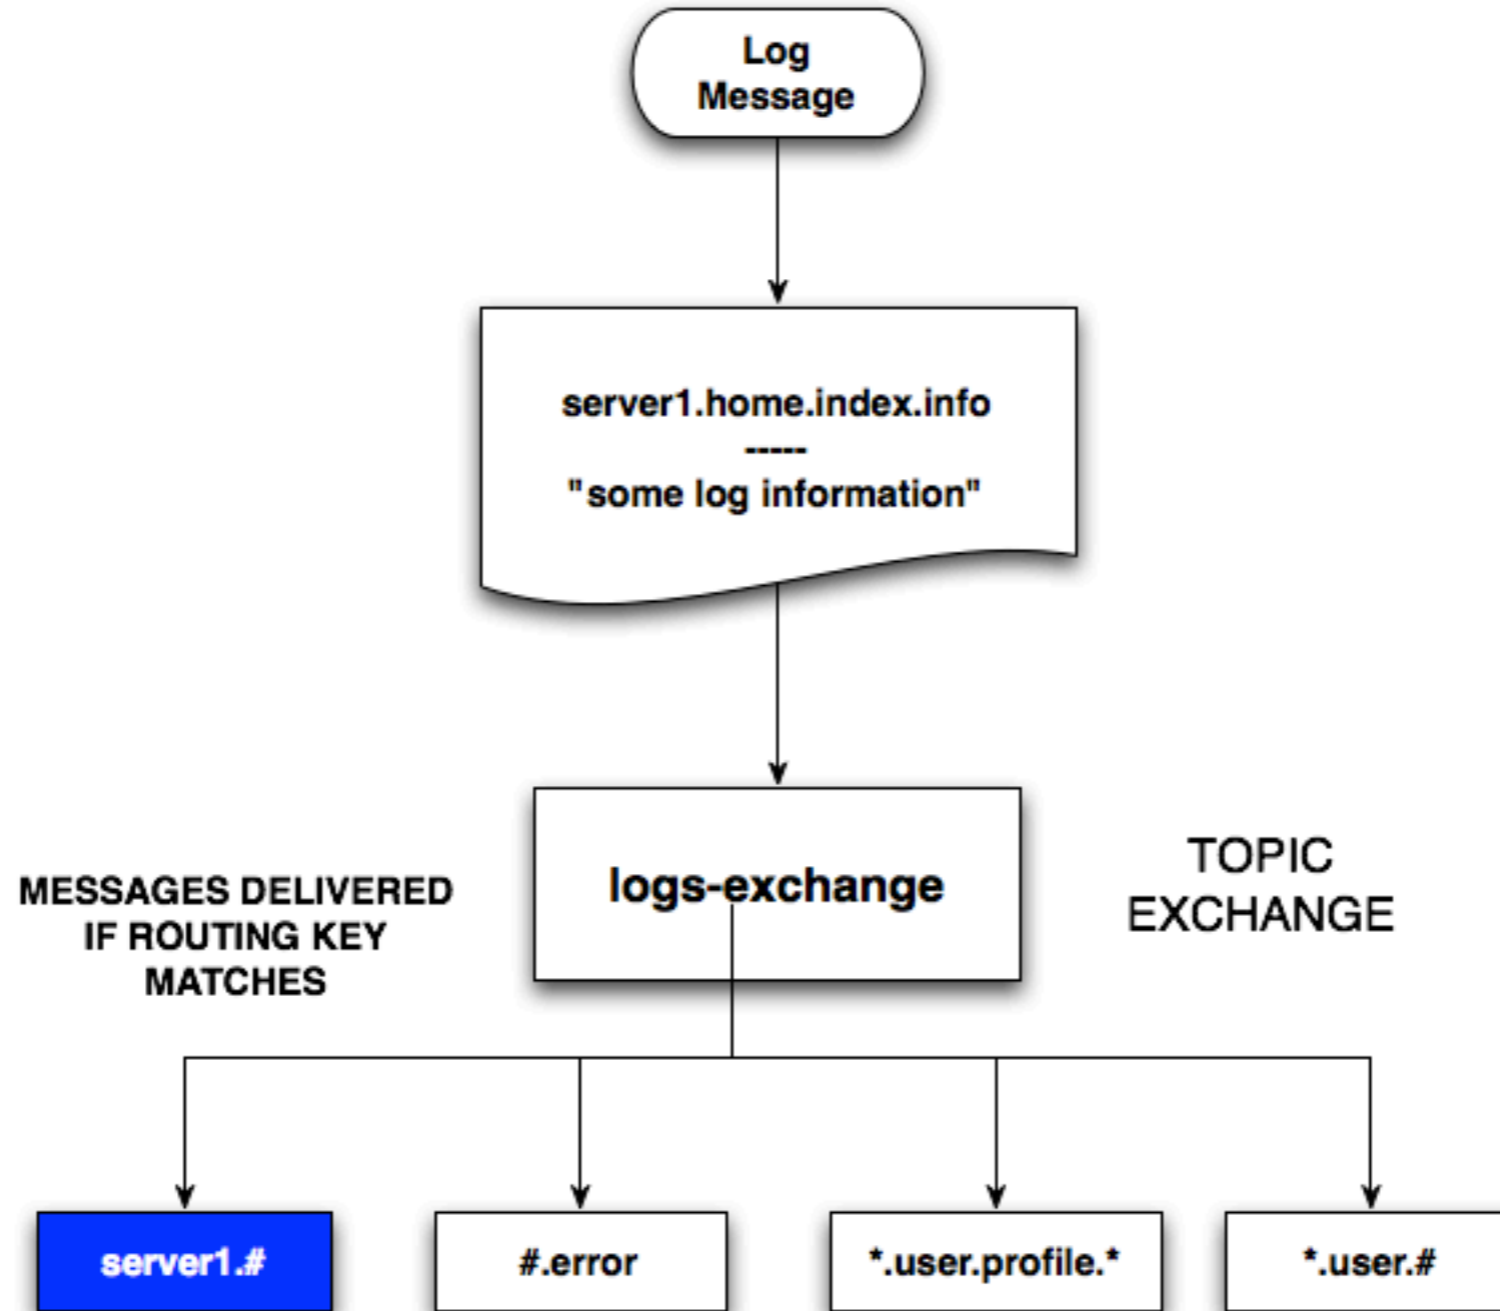 Log
Message
server1.home.index.info
-----
"some log information"
logs-exchange
TOPIC
EXCHANGE
MESSAGES DELIVERED
IF ROUTING KEY
MATCHES
server1.#
#.error
*.user.profile.*
*.user.#